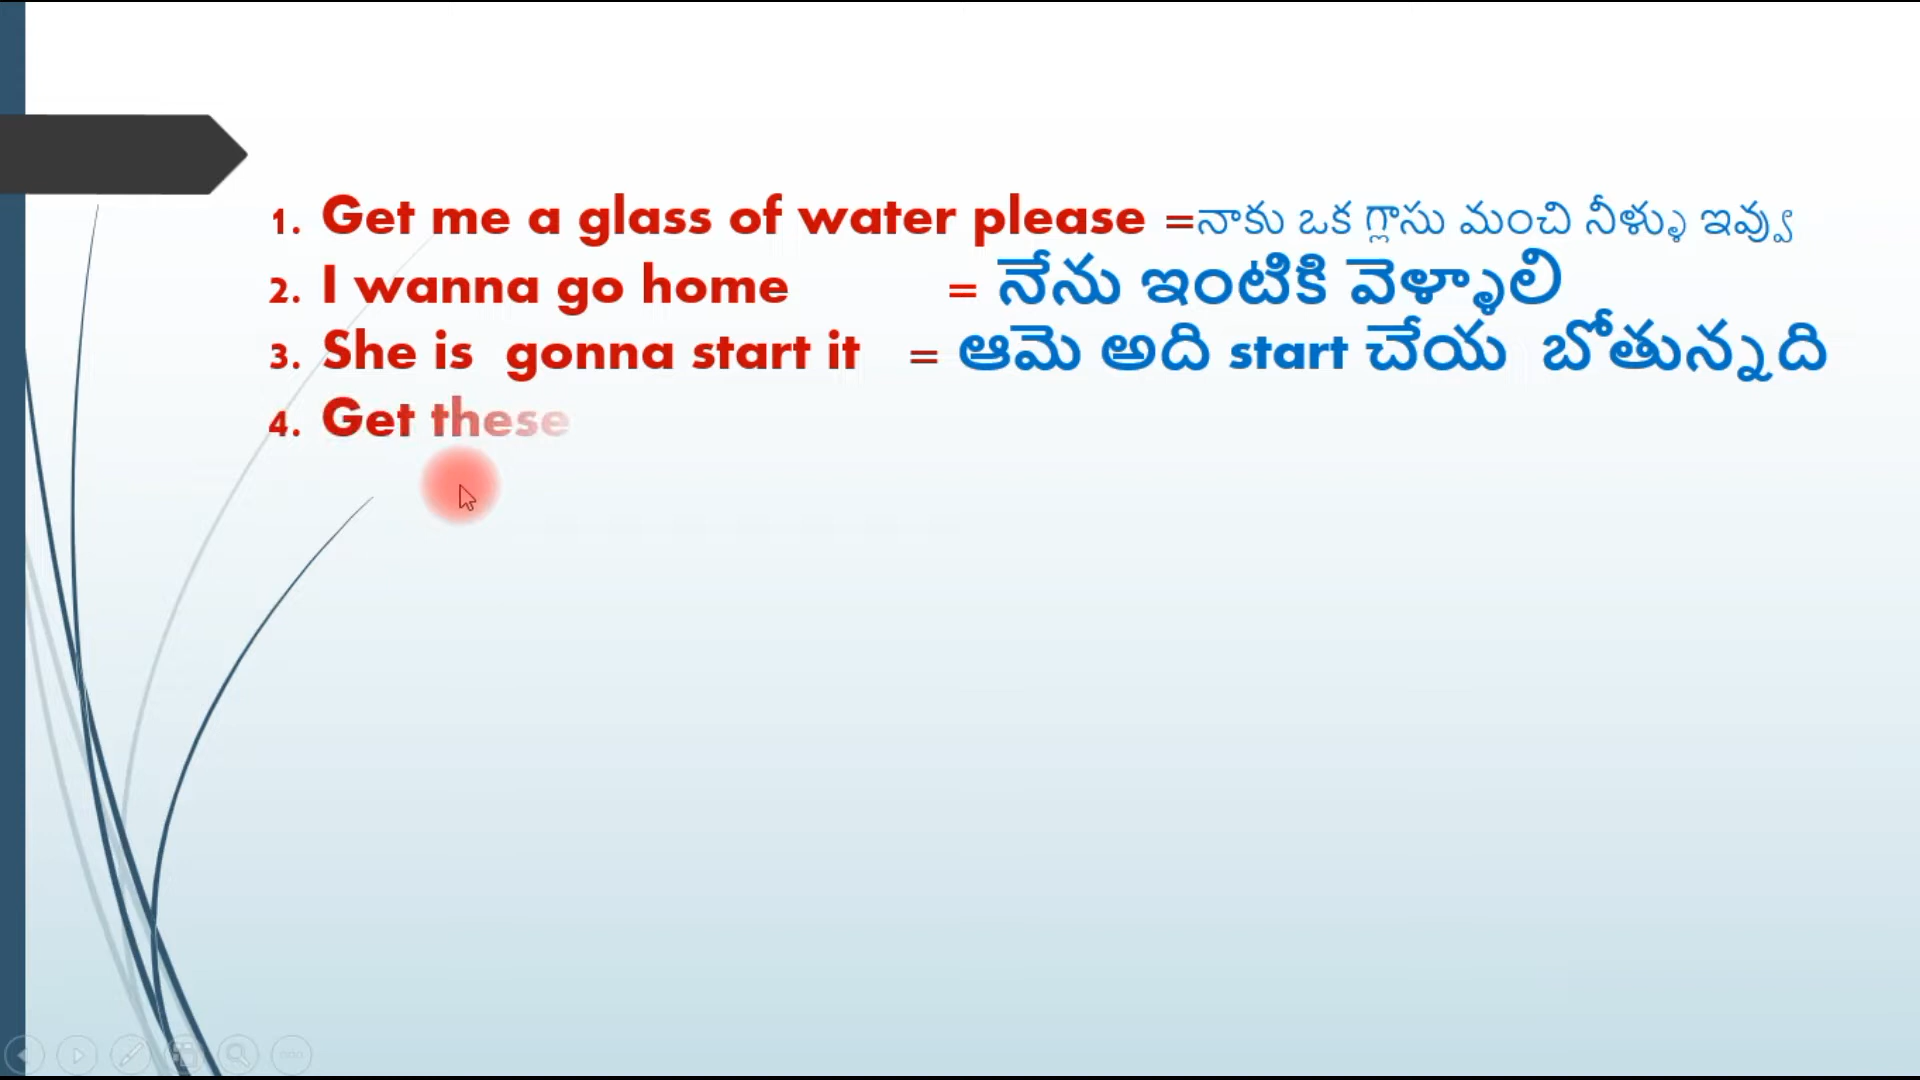 1. Get me a glass of water please =నాకు ఒక గ్లాసు మంచి నీళ్ళు ఇవ్వు
2. I wanna go home = నేను ఇంటికి వెళ్ళాలి
3. She is gonna start it = ఆమె అది start చేయ బోతున్నది
4. Get these